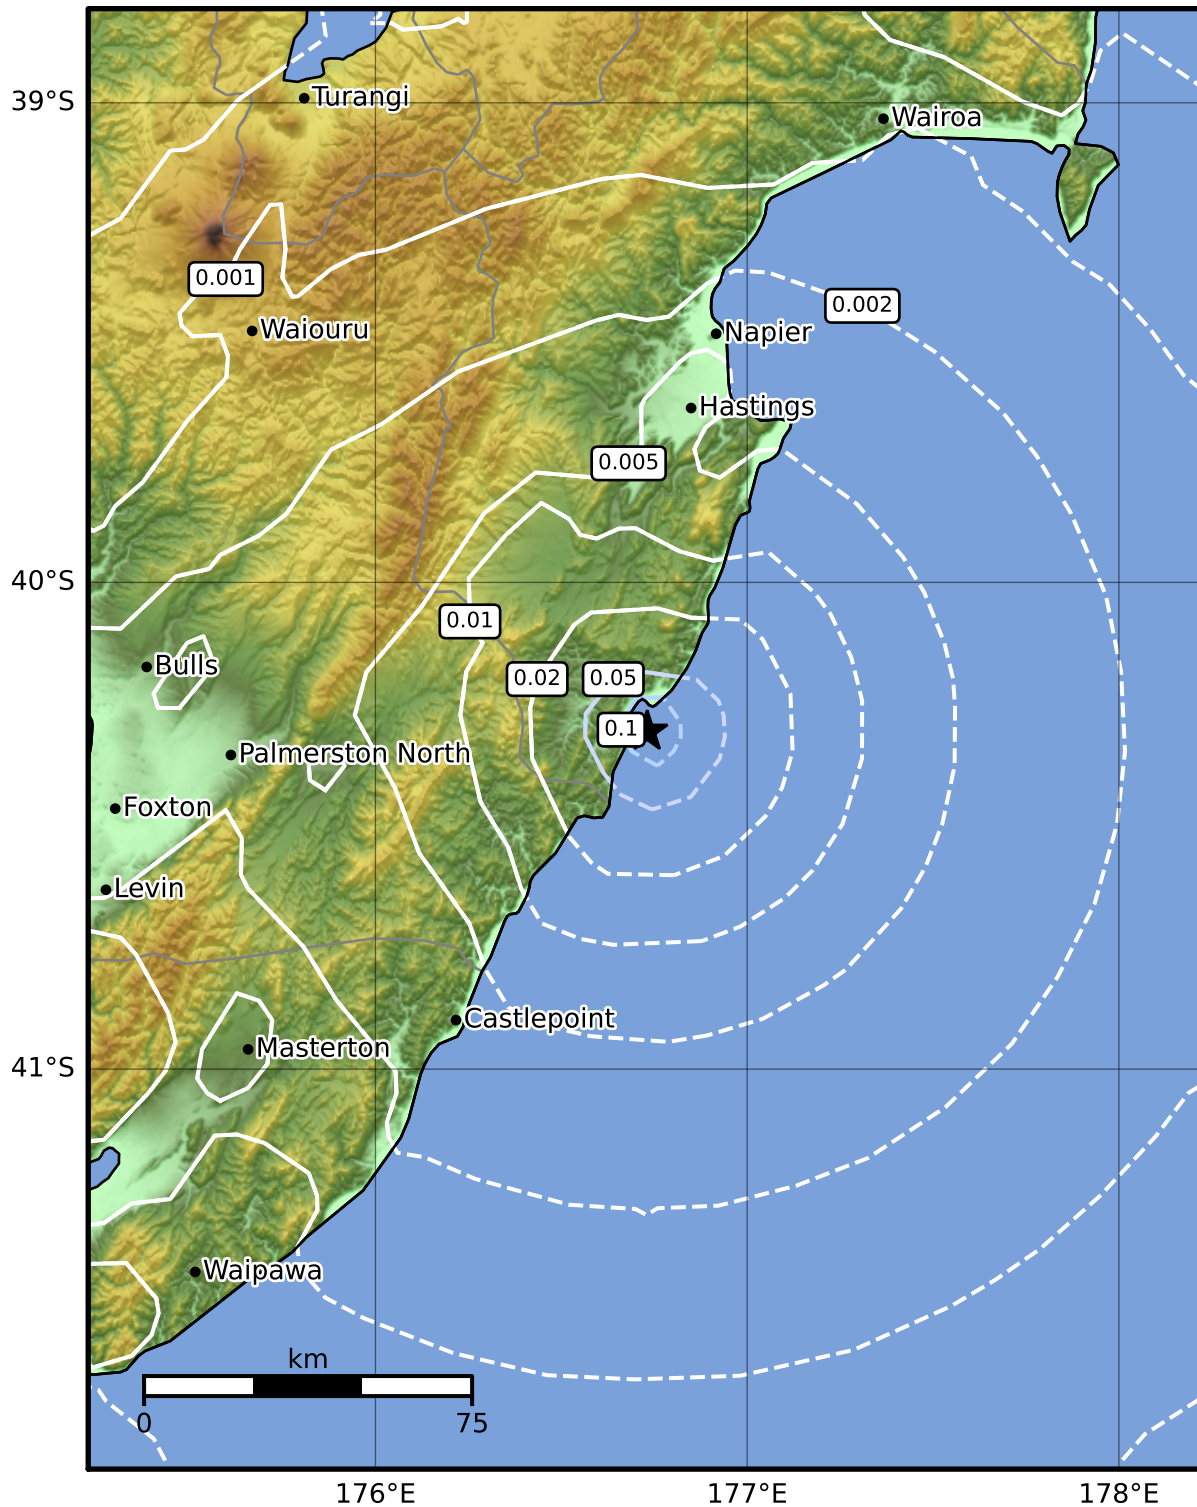 39°S
Turangi
Wairoa
0.001
0.002
Waiouru
Napier
Hastings
0.005
40°S
0.01
Bulls
0.02
0.05
0.1
Palmerston North
Foxton
Levin
Castlepoint
Masterton
41°S
Waipawa
km
0
75
176°E
177°E
178°E